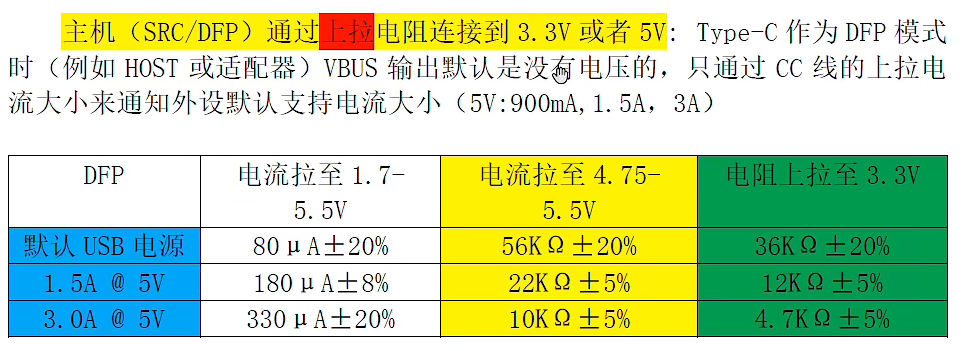 主机（SRC/DFP）通过上拉电阻连接到 3.3V 或者 5V: Type-C 作为 DFP 模式
时（例如 HOST 或适配器）VBUS 输出默认是没有电压的，只通过 CC 线的上拉电
流大小来通知外设默认支持电流大小（5V:900mA,1.5A，3A）
DFP 电流拉至 1.7-5.5V 电流拉至 4.75-5.5V 电阻上拉至 3.3V
默认 USB 电源 80μA±20% 56KΩ±20% 36KΩ±20%
1.5A @ 5V 180μA±8% 22KΩ±5% 12KΩ±5%
3.0A @ 5V 330μA±20% 10KΩ±5% 4.7KΩ±5%